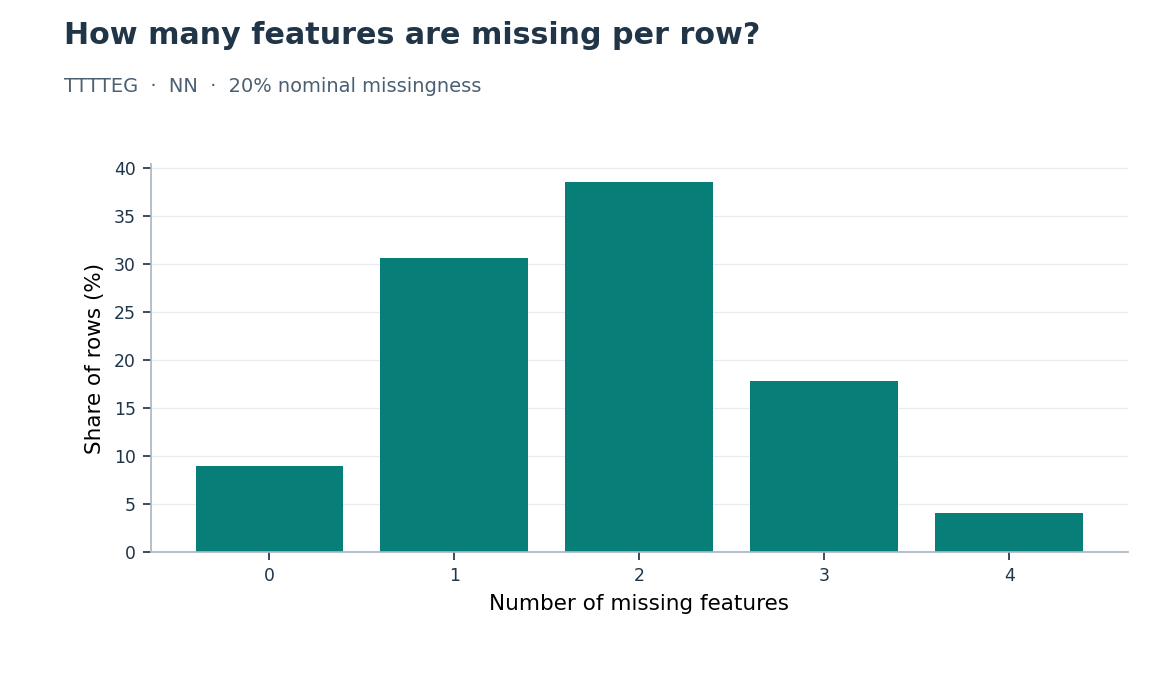 How many features are missing per row?
TTTTEG · NN · 20% nominal missingness
40
35
30
25
20
15
10
5
0
Share of rows (%)
0 1 2 3 4
Number of missing features